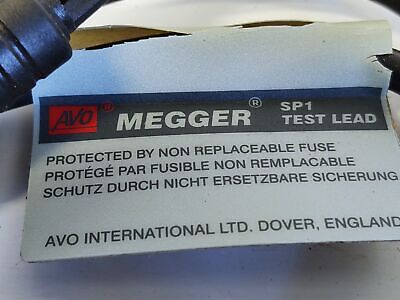 AVO® MEGGER® SP1
TEST LEAD
PROTECTED BY NON REPLACEABLE FUSE
PROTÉGÉ PAR FUSIBLE NON REMPLACABLE
SCHUTZ DURCH NICHT ERSETZBARE SICHERUNG
AVO INTERNATIONAL LTD. DOVER, ENGLAND